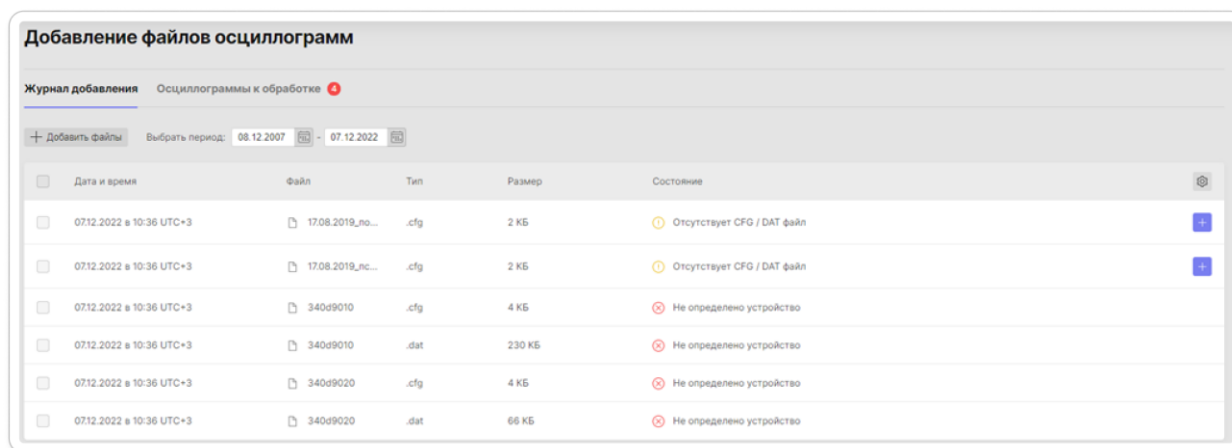 Добавление файлов осциллограмм
Журнал добавления Осциллограммы к обработке 4
+ Добавить файлы Выбрать период: 08.12.2007 - 07.12.2022
Дата и время Файл Тип Размер Состояние
07.12.2022 в 10:36 UTC+3 17.08.2019_по... .cfg 2 КБ Отсутствует CFG / DAT файл
07.12.2022 в 10:36 UTC+3 17.08.2019_пс... .cfg 2 КБ Отсутствует CFG / DAT файл
07.12.2022 в 10:36 UTC+3 340d9010 .cfg 4 КБ Не определено устройство
07.12.2022 в 10:36 UTC+3 340d9010 .dat 230 КБ Не определено устройство
07.12.2022 в 10:36 UTC+3 340d9020 .cfg 4 КБ Не определено устройство
07.12.2022 в 10:36 UTC+3 340d9020 .dat 66 КБ Не определено устройство